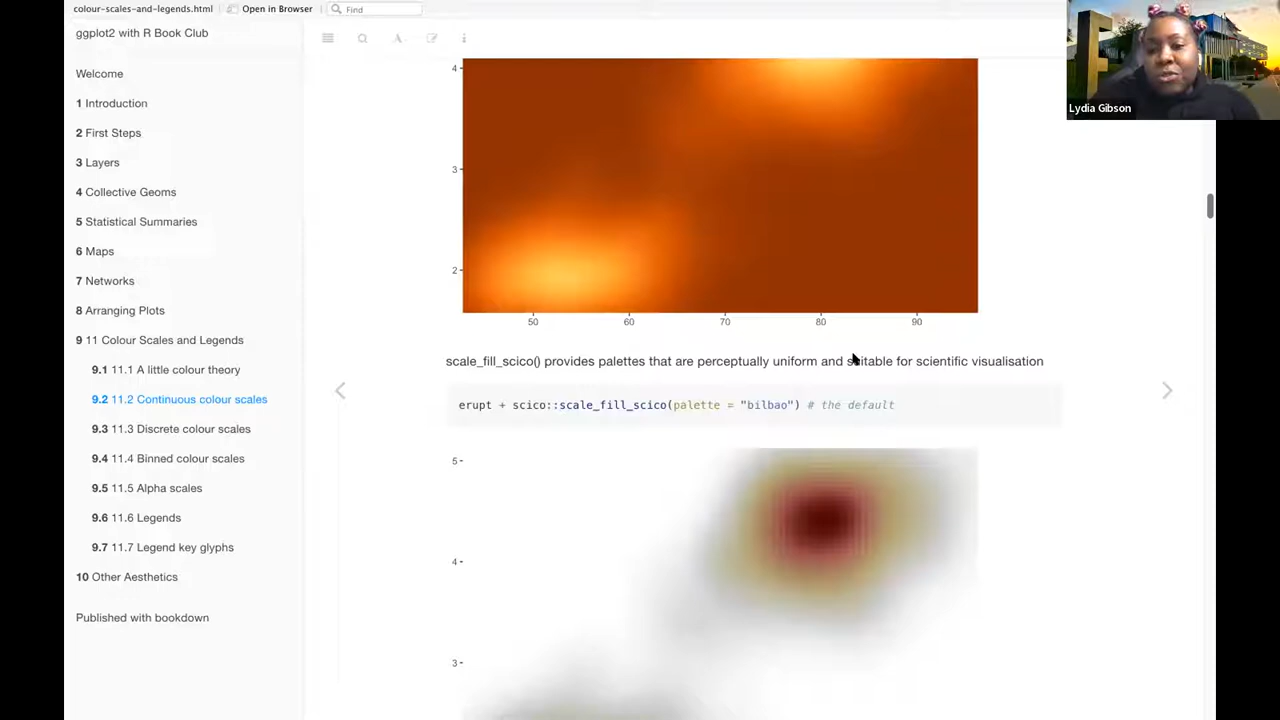 colour-scales-and-legends.html Open in Browser Find
ggplot2 with R Book Club
Welcome
1 Introduction
2 First Steps
3 Layers
4 Collective Geoms
5 Statistical Summaries
6 Maps
7 Networks
8 Arranging Plots
9 11 Colour Scales and Legends
9.1 11.1 A little colour theory
9.2 11.2 Continuous colour scales
9.3 11.3 Discrete colour scales
9.4 11.4 Binned colour scales
9.5 11.5 Alpha scales
9.6 11.6 Legends
9.7 11.7 Legend key glyphs
10 Other Aesthetics
Published with bookdown
4
3
2
50 60 70 80 90
scale_fill_scico() provides palettes that are perceptually uniform and suitable for scientific visualisation
erupt + scico::scale_fill_scico(palette = "bilbao") # the default
5
4
3
Lydia Gibson